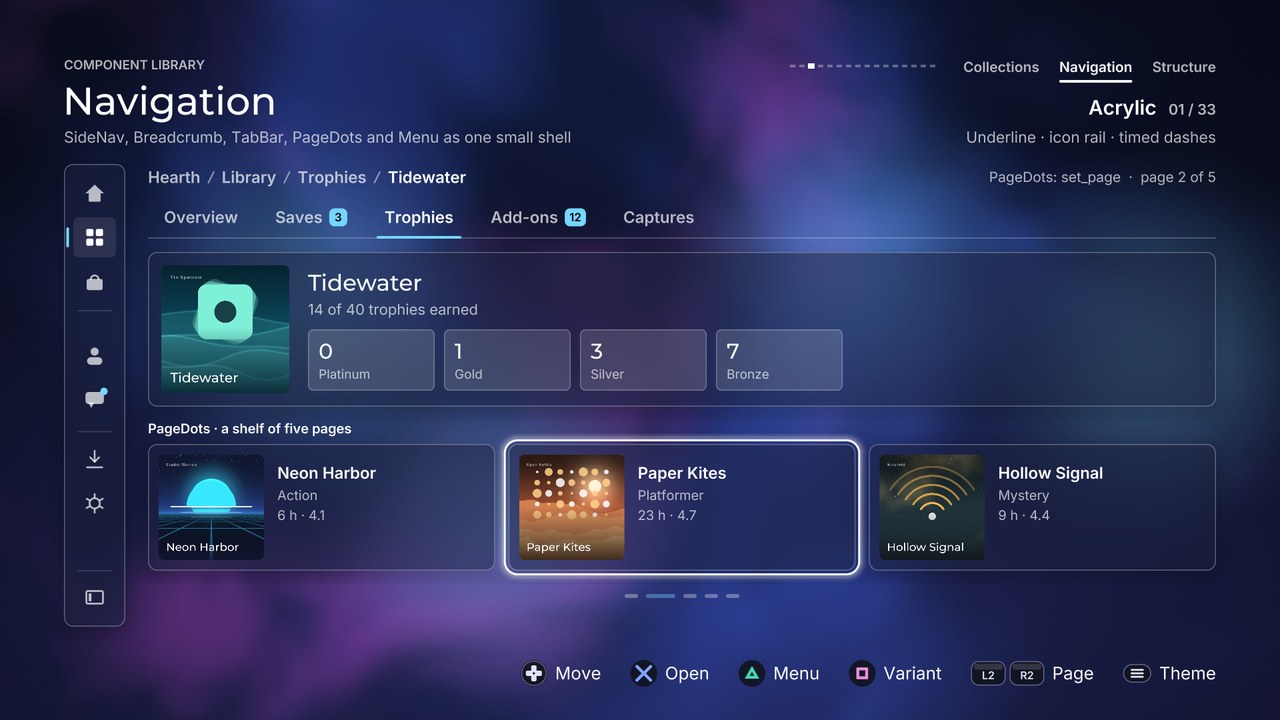 COMPONENT LIBRARY
Navigation
SideNav, Breadcrumb, TabBar, PageDots and Menu as one small shell
Collections Navigation Structure
Acrylic 01 / 33
Underline · icon rail · timed dashes
Hearth / Library / Trophies / Tidewater
PageDots: set_page · page 2 of 5
Overview Saves 3 Trophies Add-ons 12 Captures
Tin Sparrow
Tidewater
Tidewater
14 of 40 trophies earned
0 Platinum
1 Gold
3 Silver
7 Bronze
PageDots · a shelf of five pages
Neon Harbor
Neon Harbor
Action
6 h · 4.1
Paper Kites
Paper Kites
Platformer
23 h · 4.7
Hollow Signal
Hollow Signal
Mystery
9 h · 4.4
Move Open Menu Variant L2 R2 Page Theme